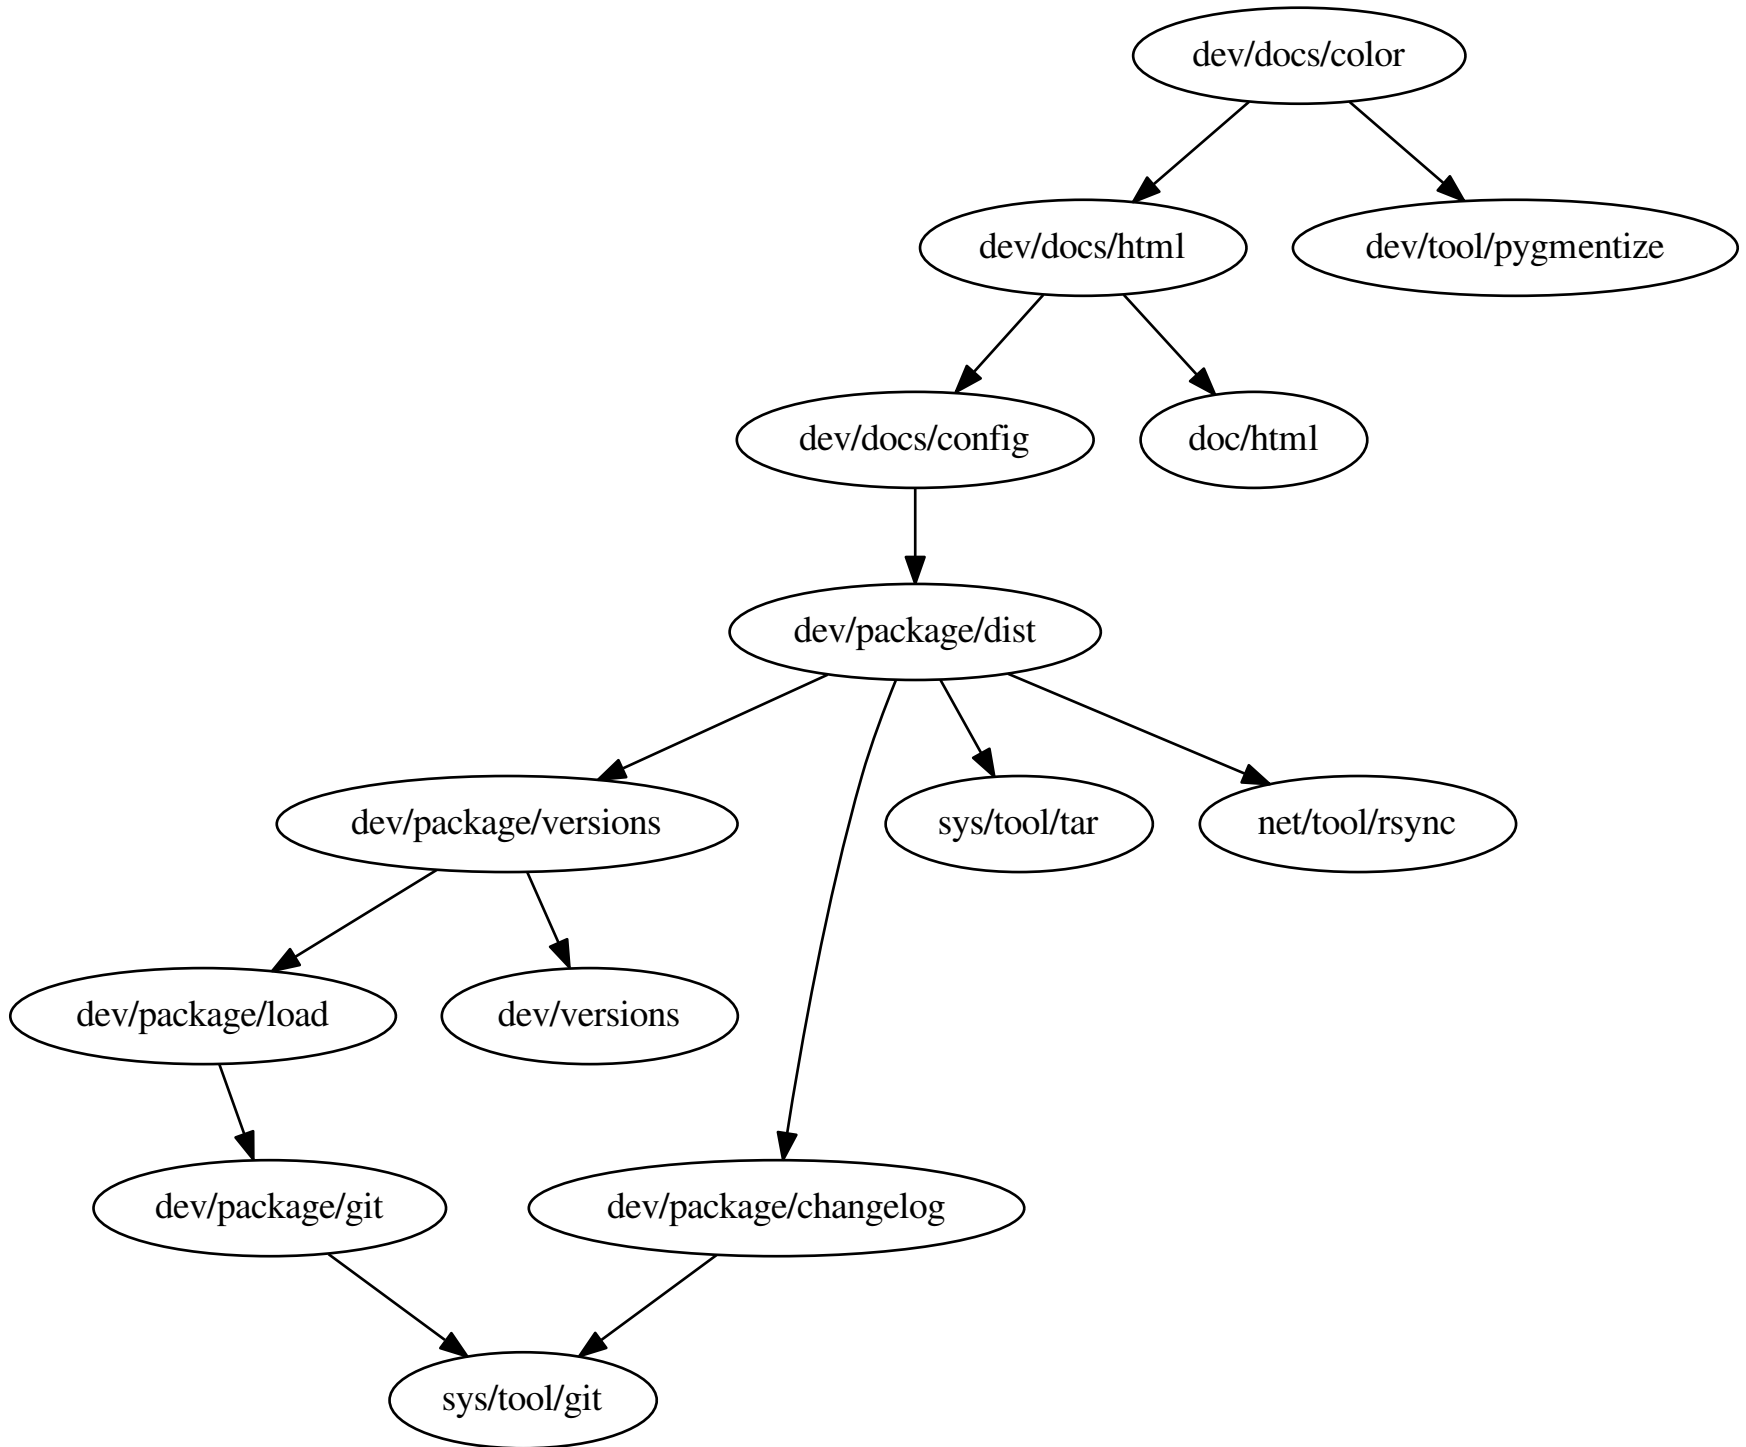 dev/docs/color
dev/docs/html
dev/tool/pygmentize
dev/docs/config
doc/html
dev/package/dist
dev/package/versions
sys/tool/tar
net/tool/rsync
dev/package/load
dev/versions
dev/package/git
dev/package/changelog
sys/tool/git